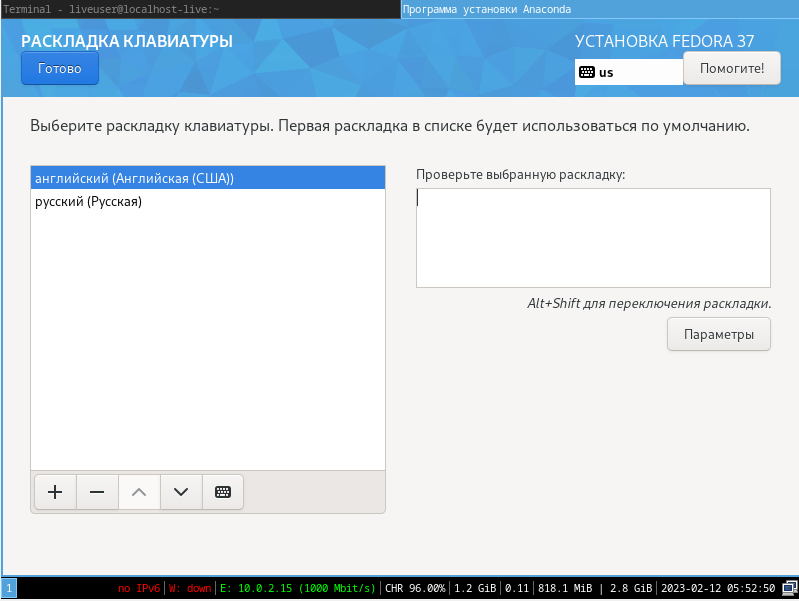 Terminal - liveuser@localhost-live:~
Программа установки Anaconda
РАСКЛАДКА КЛАВИАТУРЫ
УСТАНОВКА FEDORA 37
Готово
us
Помогите!
Выберите раскладку клавиатуры. Первая раскладка в списке будет использоваться по умолчанию.
английский (Английская (США))
русский (Русская)
Проверьте выбранную раскладку:
Alt+Shift для переключения раскладки.
Параметры
1
no IPv6 | W: down | E: 10.0.2.15 (1000 Mbit/s) | CHR 96.00% | 1.2 GiB | 0.11 | 818.1 MiB | 2.8 GiB | 2023-02-12 05:52:50